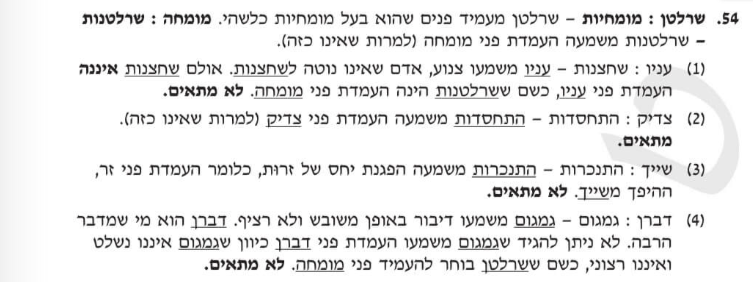 54. שרלטן : מומחיות – שרלטן מעמיד פנים שהוא בעל מומחיות כלשהי. מומחה : שרלטנות
– שרלטנות משמעה העמדת פני מומחה (למרות שאינו כזה).
(1) עניו : שחצנות – עניו משמעו צנוע, אדם שאינו נוטה לשחצנות. אולם שחצנות איננה
העמדת פני עניו, כשם ששרלטנות הינה העמדת פני מומחה. לא מתאים.
(2) צדיק : התחסדות – התחסדות משמעה העמדת פני צדיק (למרות שאינו כזה).
מתאים.
(3) שייך : התנכרות – התנכרות משמעה הפגנת יחס של זרוּת, כלומר העמדת פני זר,
ההיפך משייך. לא מתאים.
(4) דברן : גמגום – גמגום משמעו דיבור באופן משובש ולא רציף. דברן הוא מי שמדבר
הרבה. לא ניתן להגיד שגמגום משמעו העמדת פני דברן כיוון שגמגום איננו נשלט
ואיננו רצוני, כשם ששרלטן בוחר להעמיד פני מומחה. לא מתאים.